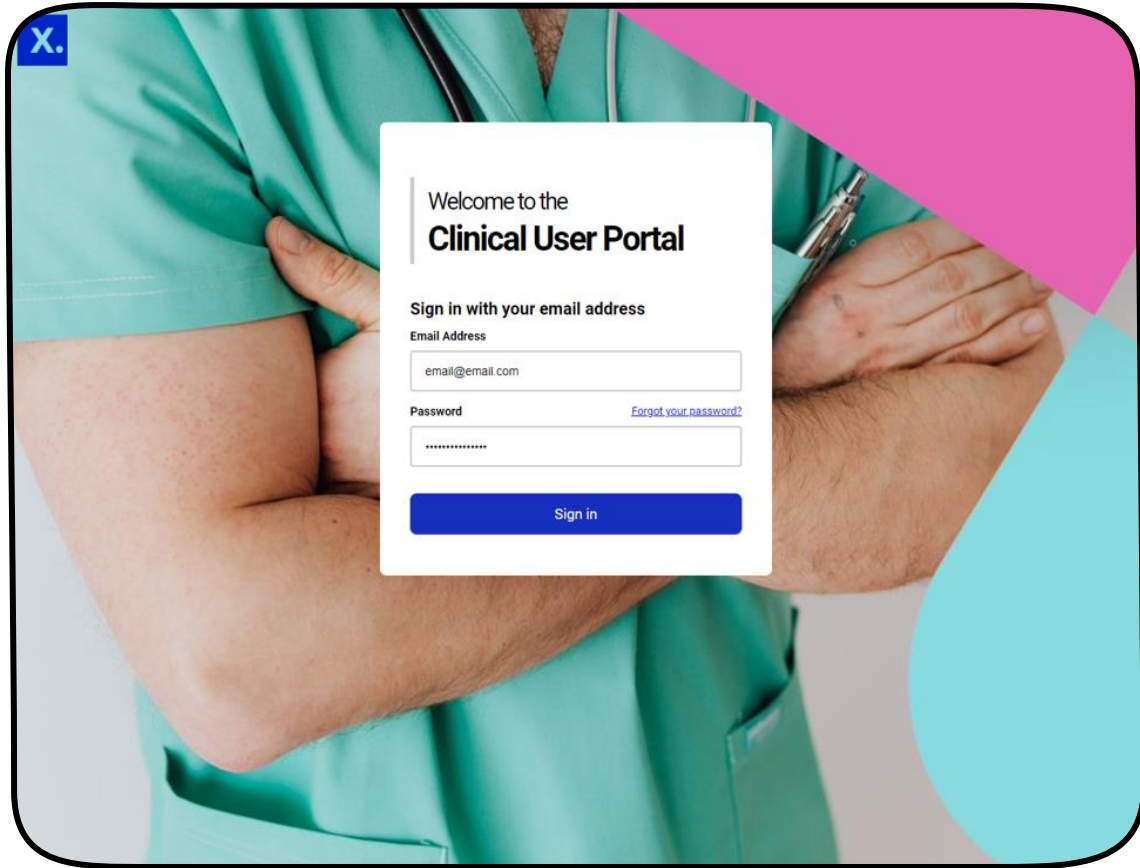 X.
Welcome to the
Clinical User Portal
Sign in with your email address
Email Address
email@email.com
Password
Forgot your password?
•••••••••••••••
Sign in